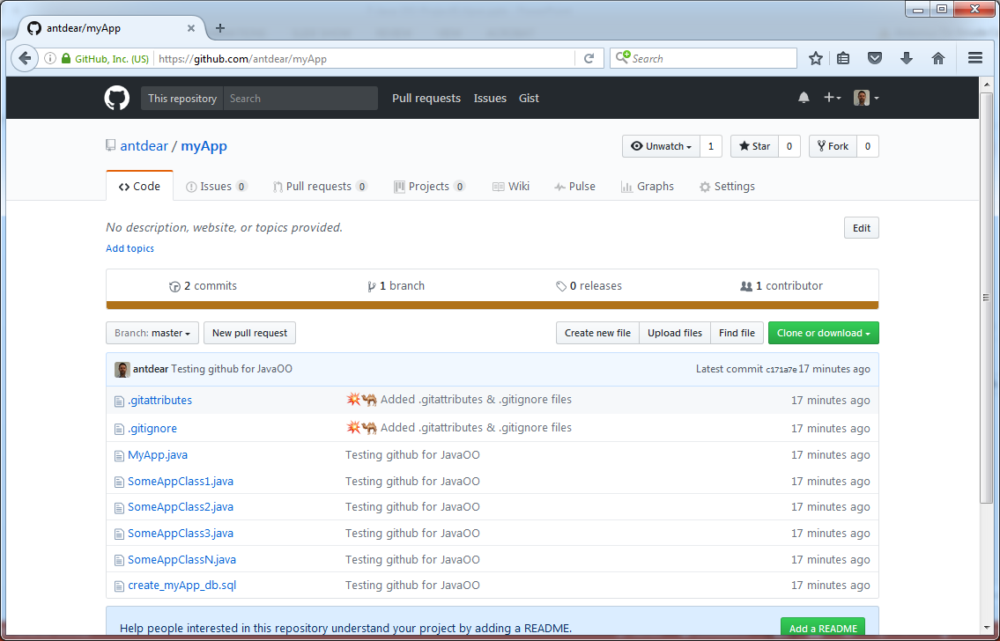 antdear/myApp
GitHub, Inc. (US) https://github.com/antdear/myApp Search
This repository Search Pull requests Issues Gist
antdear / myApp Unwatch 1 Star 0 Fork 0
Code Issues 0 Pull requests 0 Projects 0 Wiki Pulse Graphs Settings
No description, website, or topics provided. Edit
Add topics
2 commits 1 branch 0 releases 1 contributor
Branch: master New pull request Create new file Upload files Find file Clone or download
antdear Testing github for JavaOO Latest commit c171a7e 17 minutes ago
.gitattributes 💥🐫 Added .gitattributes & .gitignore files 17 minutes ago
.gitignore 💥🐫 Added .gitattributes & .gitignore files 17 minutes ago
MyApp.java Testing github for JavaOO 17 minutes ago
SomeAppClass1.java Testing github for JavaOO 17 minutes ago
SomeAppClass2.java Testing github for JavaOO 17 minutes ago
SomeAppClass3.java Testing github for JavaOO 17 minutes ago
SomeAppClassN.java Testing github for JavaOO 17 minutes ago
create_myApp_db.sql Testing github for JavaOO 17 minutes ago
Help people interested in this repository understand your project by adding a README. Add a README